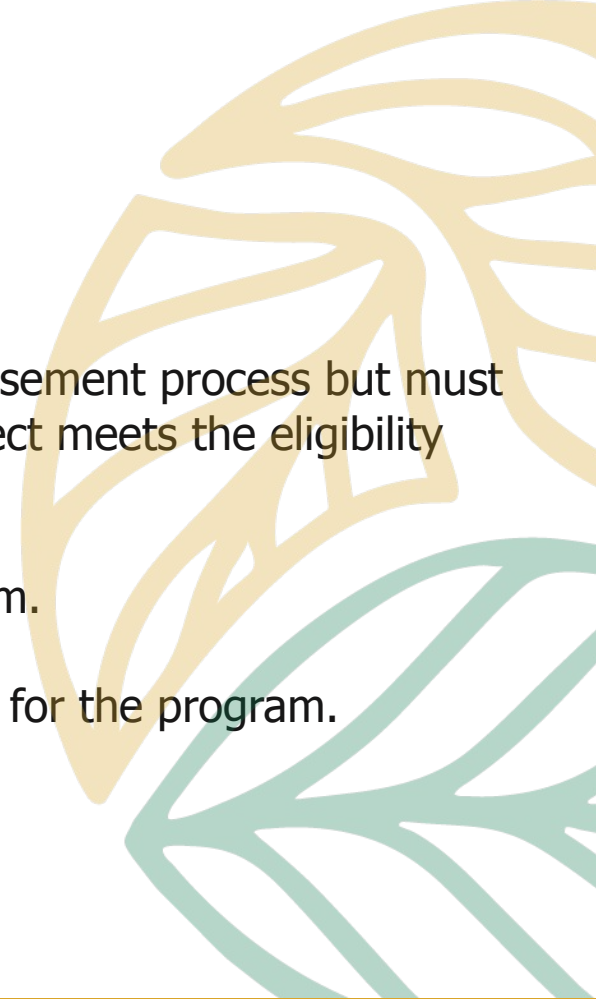 sement process but must
ect meets the eligibility
m.
for the program.